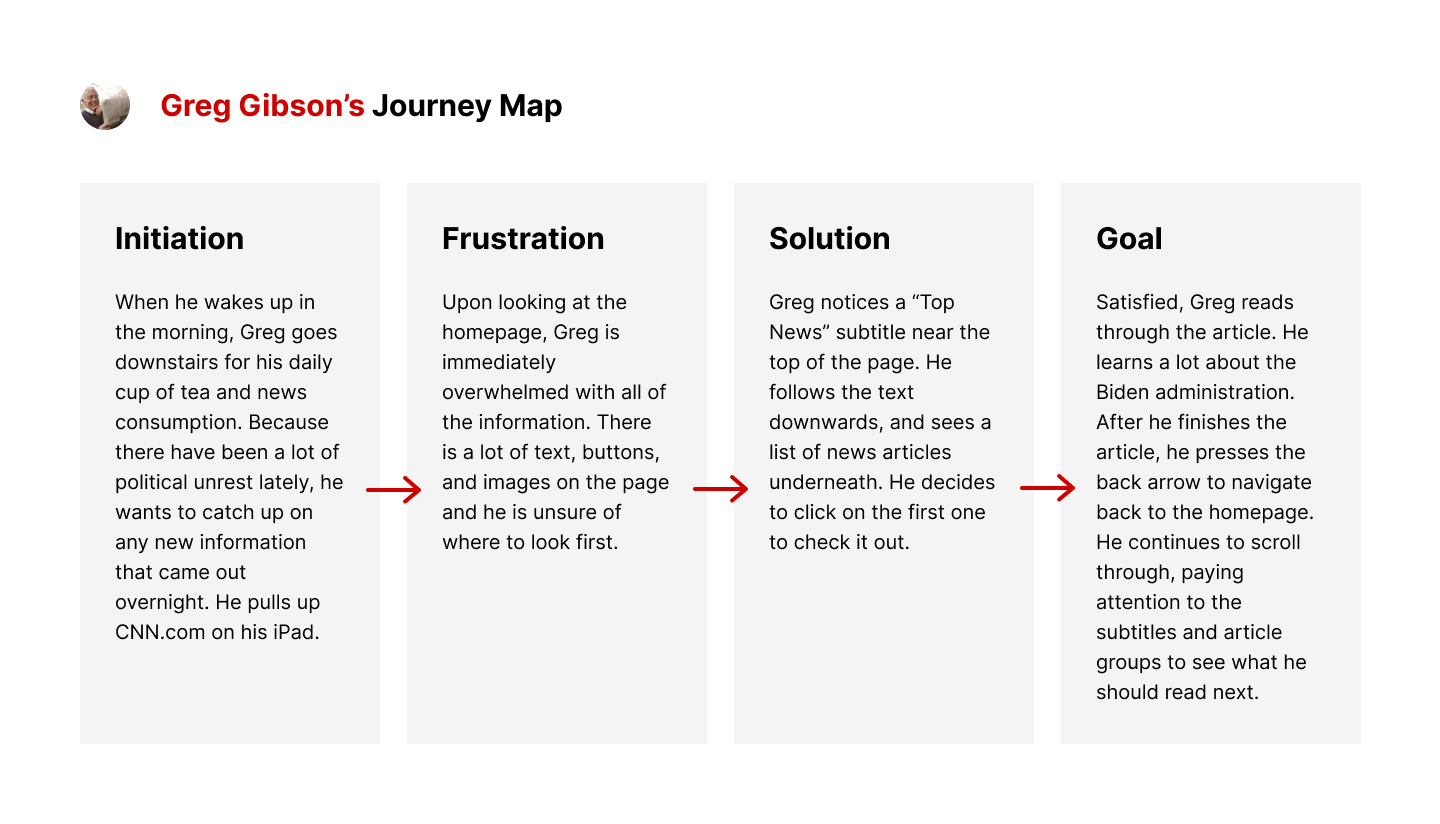 Greg Gibson’s Journey Map
Initiation
When he wakes up in
the morning, Greg goes
downstairs for his daily
cup of tea and news
consumption. Because
there have been a lot of
political unrest lately, he
wants to catch up on
any new information
that came out
overnight. He pulls up
CNN.com on his iPad.
Frustration
Upon looking at the
homepage, Greg is
immediately
overwhelmed with all of
the information. There
is a lot of text, buttons,
and images on the page
and he is unsure of
where to look first.
Solution
Greg notices a “Top
News” subtitle near the
top of the page. He
follows the text
downwards, and sees a
list of news articles
underneath. He decides
to click on the first one
to check it out.
Goal
Satisfied, Greg reads
through the article. He
learns a lot about the
Biden administration.
After he finishes the
article, he presses the
back arrow to navigate
back to the homepage.
He continues to scroll
through, paying
attention to the
subtitles and article
groups to see what he
should read next.